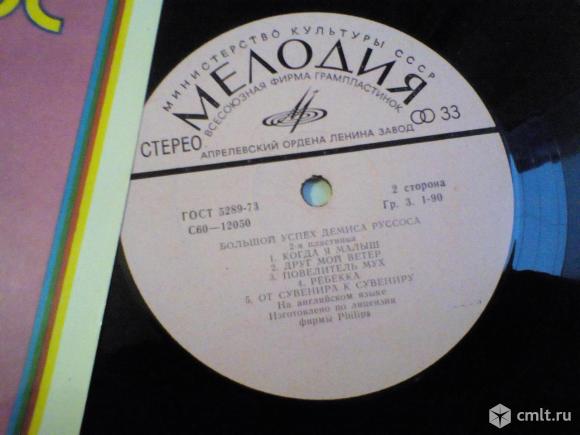 ОС
МИНИСТЕРСТВО КУЛЬТУРЫ СССР
МЕЛОДИЯ
ВСЕСОЮЗНАЯ ФИРМА ГРАМПЛАСТИНОК
СТЕРЕО
33
АПРЕЛЕВСКИЙ ОРДЕНА ЛЕНИНА ЗАВОД
ГОСТ 5289-73
С60—12050
2 сторона
Гр. 3. 1-90
БОЛЬШОЙ УСПЕХ ДЕМИСА РУССОСА
2-я пластинка
1. КОГДА Я МАЛЫШ
2. ДРУГ МОЙ ВЕТЕР
3. ПОВЕЛИТЕЛЬ МУХ
4. РЕБЕККА
5. ОТ СУВЕНИРА К СУВЕНИРУ
На английском языке
Изготовлено по лицензии
фирмы Philips
cmlt.ru